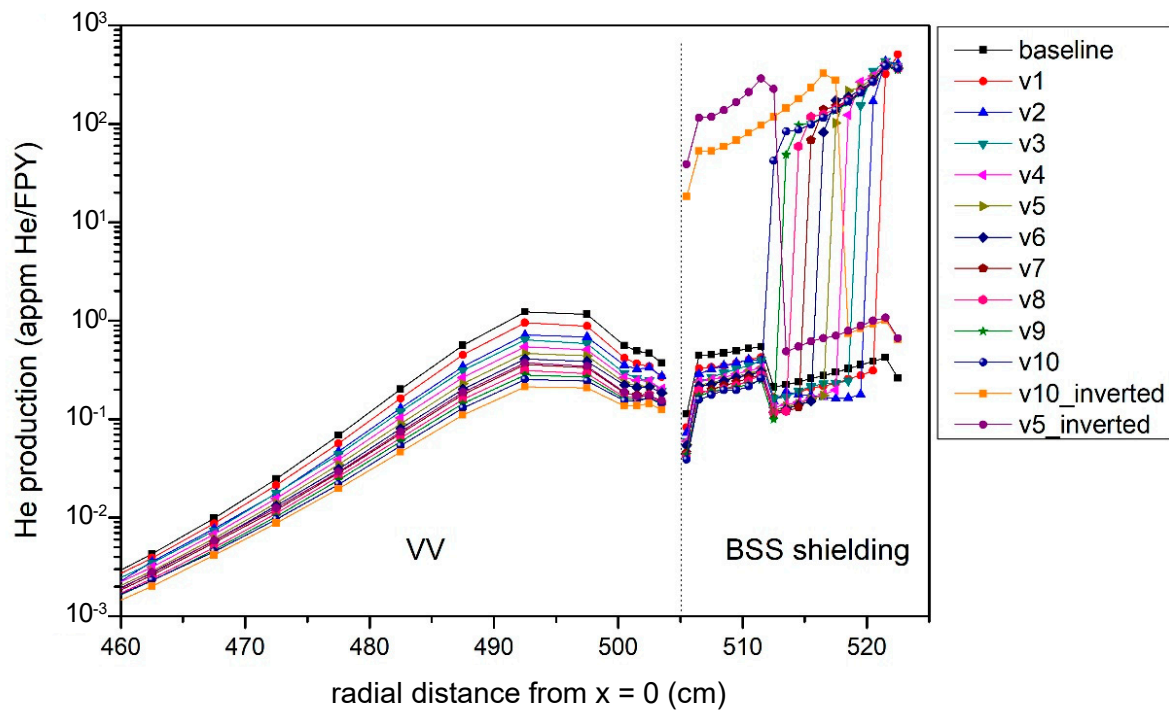 He production (appm He/FPY)
10³
10²
10¹
10⁰
10⁻¹
10⁻²
10⁻³
460 470 480 490 500 510 520
radial distance from x = 0 (cm)
VV
BSS shielding
baseline
v1
v2
v3
v4
v5
v6
v7
v8
v9
v10
v10_inverted
v5_inverted